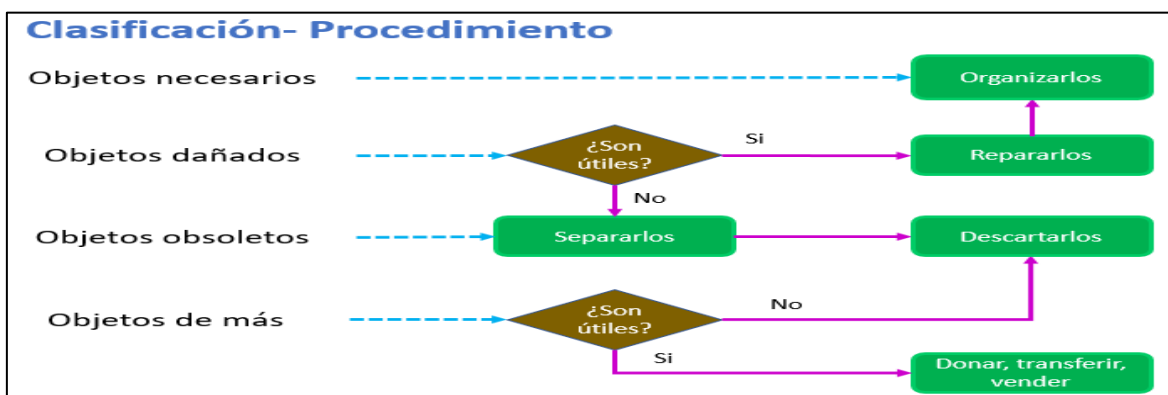 Clasificación- Procedimiento
Objetos necesarios
Organizarlos
Objetos dañados
¿Son
útiles?
Si
Repararlos
No
Objetos obsoletos
Separarlos
Descartarlos
Objetos de más
¿Son
útiles?
No
Si
Donar, transferir,
vender